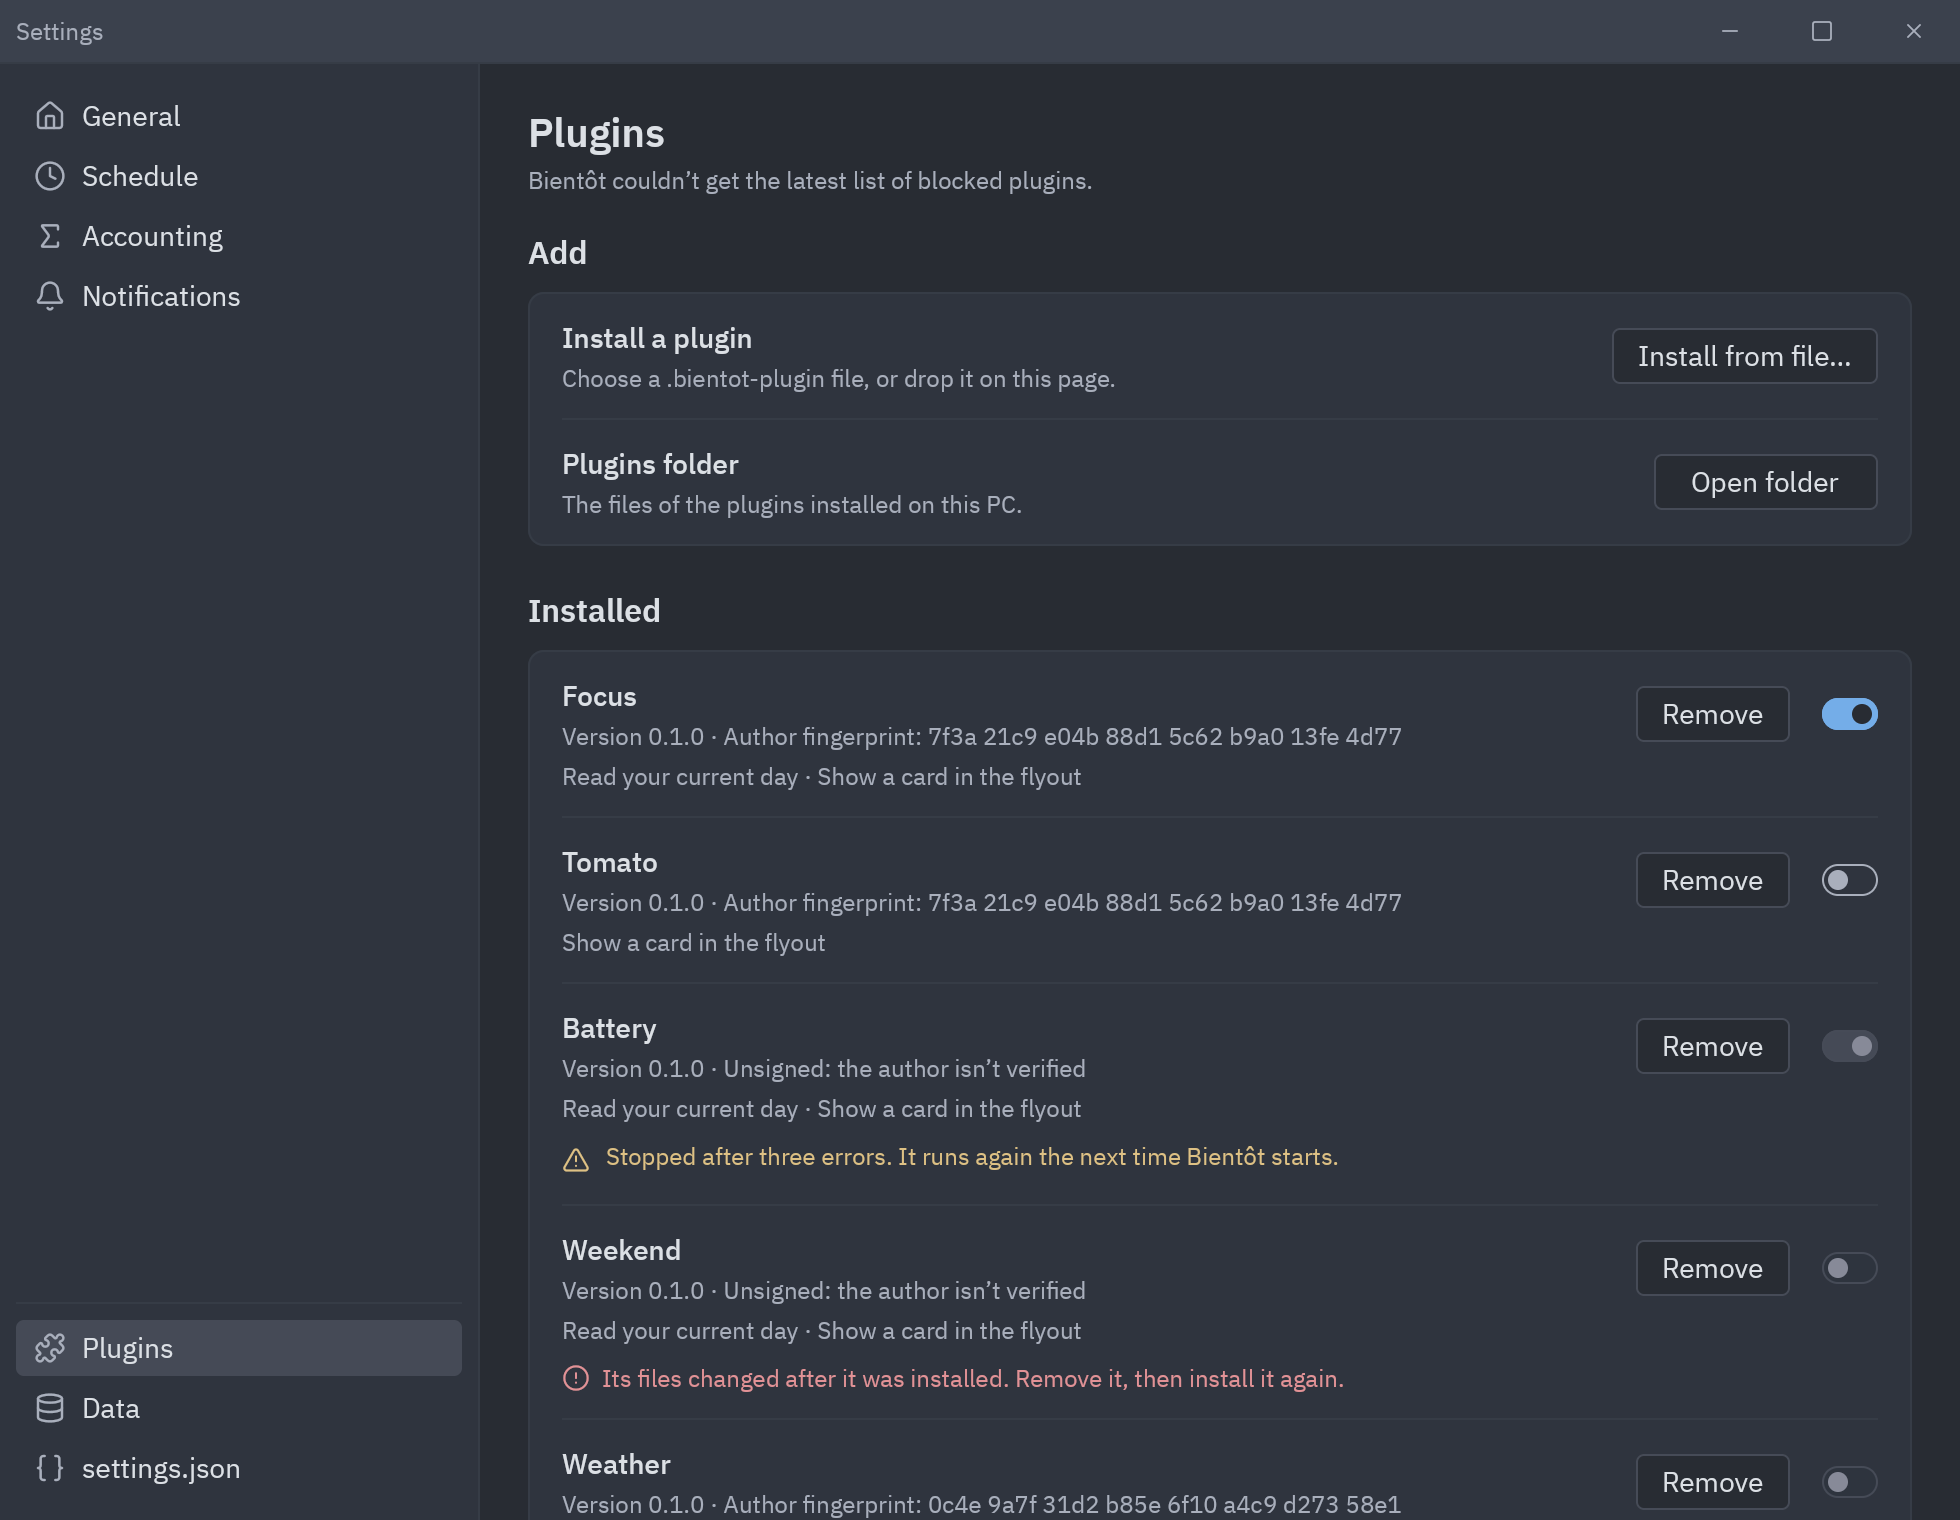 Settings
General
Schedule
Accounting
Notifications
Plugins
Data
settings.json
Plugins
Bientôt couldn’t get the latest list of blocked plugins.
Add
Install a plugin
Choose a .bientot-plugin file, or drop it on this page.
Install from file...
Plugins folder
The files of the plugins installed on this PC.
Open folder
Installed
Focus
Version 0.1.0 · Author fingerprint: 7f3a 21c9 e04b 88d1 5c62 b9a0 13fe 4d77
Read your current day · Show a card in the flyout
Remove
Tomato
Version 0.1.0 · Author fingerprint: 7f3a 21c9 e04b 88d1 5c62 b9a0 13fe 4d77
Show a card in the flyout
Remove
Battery
Version 0.1.0 · Unsigned: the author isn’t verified
Read your current day · Show a card in the flyout
Stopped after three errors. It runs again the next time Bientôt starts.
Remove
Weekend
Version 0.1.0 · Unsigned: the author isn’t verified
Read your current day · Show a card in the flyout
Its files changed after it was installed. Remove it, then install it again.
Remove
Weather
Version 0.1.0 · Author fingerprint: 0c4e 9a7f 31d2 b85e 6f10 a4c9 d273 58e1
Remove